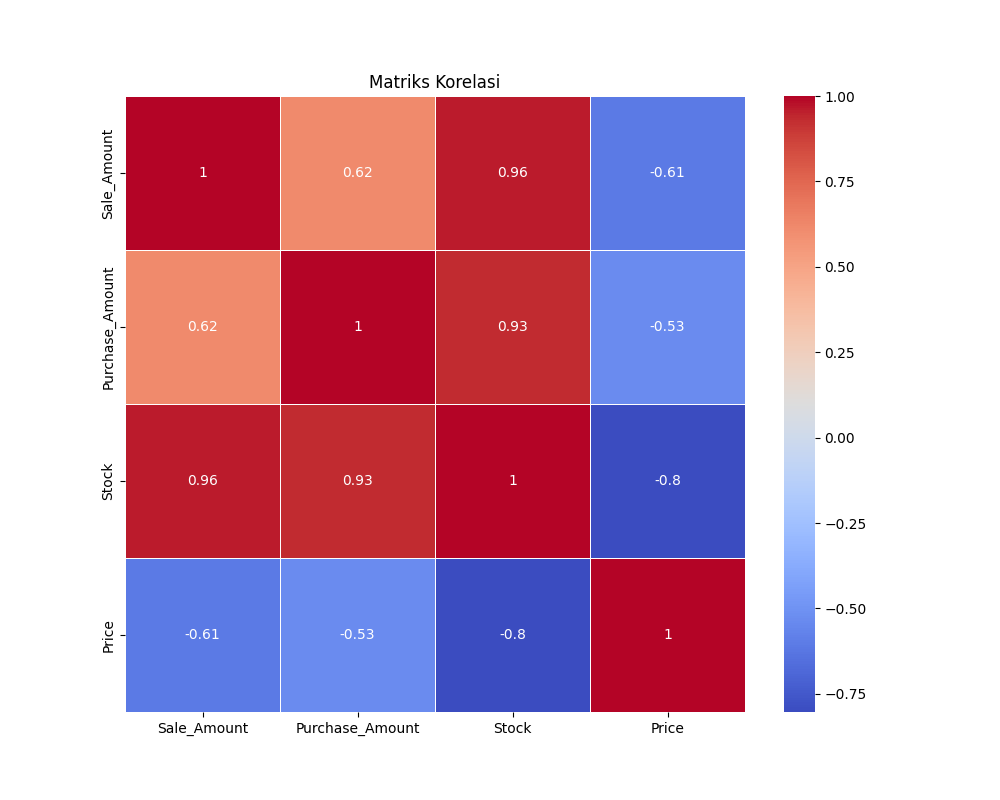 Matriks Korelasi
Sale_Amount
1
0.62
0.96
-0.61
Purchase_Amount
0.62
1
0.93
-0.53
Stock
0.96
0.93
1
-0.8
Price
-0.61
-0.53
-0.8
1
Sale_Amount
Purchase_Amount
Stock
Price
1.00
0.75
0.50
0.25
0.00
−0.25
−0.50
−0.75